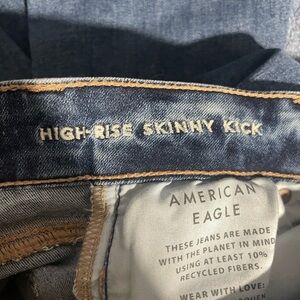 HIGH-RISE SKINNY KICK
AMERICAN
EAGLE
THESE JEANS ARE MADE
WITH THE PLANET IN MIND
USING AT LEAST 10%
RECYCLED FIBERS.
WEAR WITH LOVE: